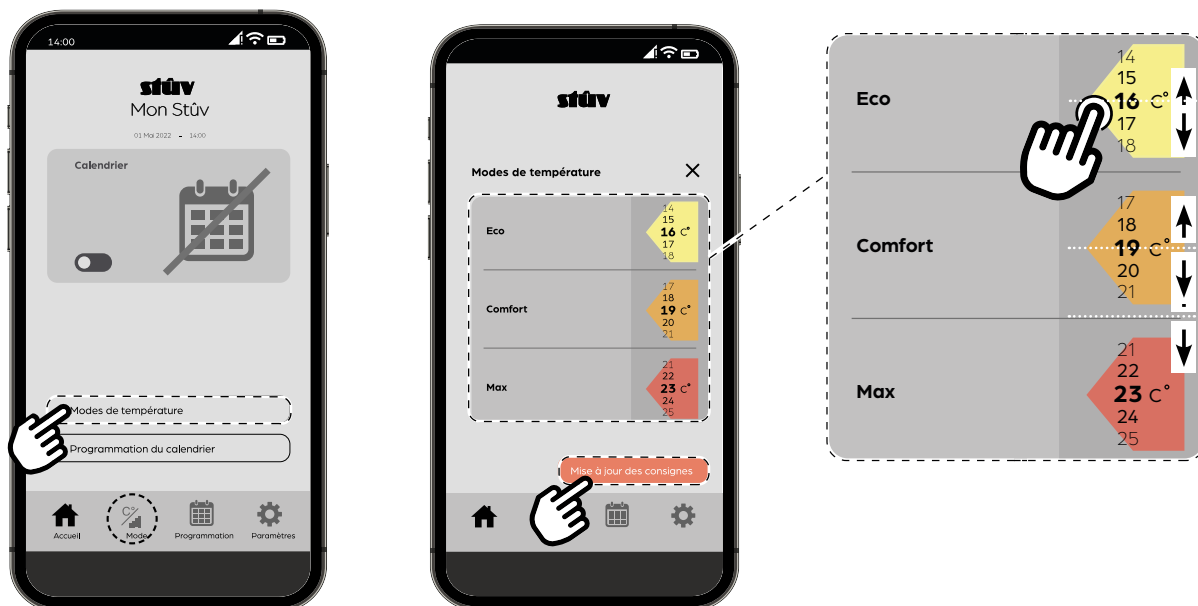 14:00
stûv
Mon Stûv
01 Mai 2022 - 14:00
Calendrier
Modes de température
Programmation du calendrier
C°
Accueil
Mode
Programmation
Paramètres
stûv
Modes de température
14
15
Eco
16 C°
17
18
17
18
Comfort
19 C°
20
21
21
22
Max
23 C°
24
25
Mise à jour des consignes
14
15
Eco
16 C°
17
18
17
18
Comfort
19 C°
20
21
21
22
Max
23 C°
24
25